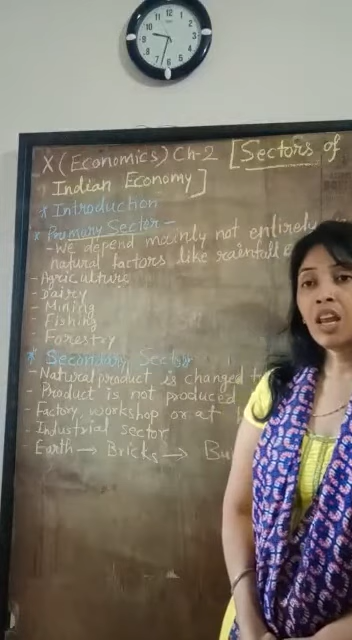 X (Economics) Ch-2 [Sectors of
Indian Economy]
* Introduction
* Primary Sector -
- We depend mainly not entirely
natural factors like rainfall
- Agriculture
- Dairy
- Mining
- Fishing
- Forestry
* Secondary Sector
- Natural product is changed
- Product is not produced
- Factory, workshop or at
- Industrial sector
- Earth → Bricks → Bu